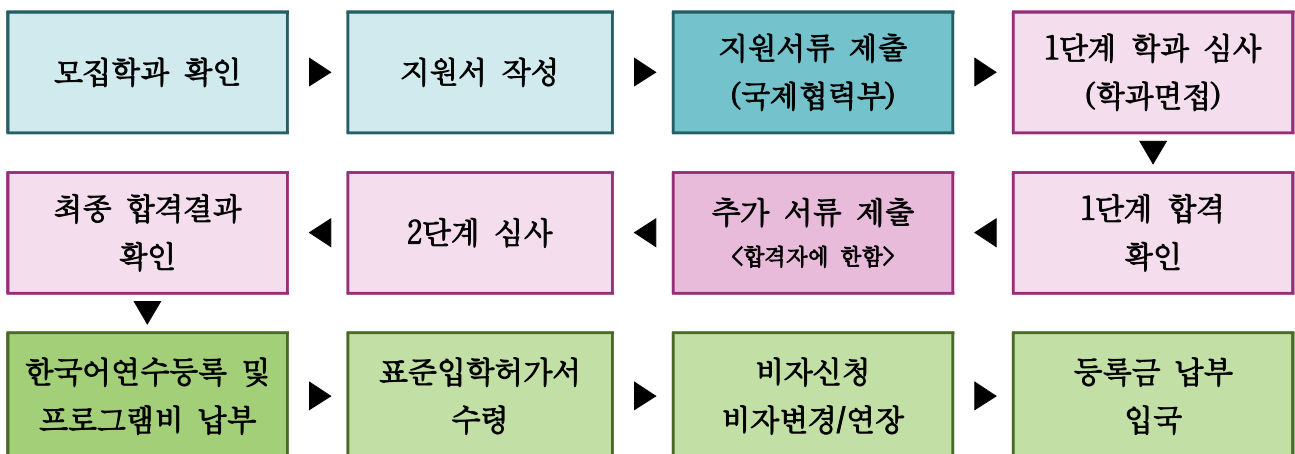 모집학과 확인
지원서 작성
지원서류 제출
(국제협력부)
1단계 학과 심사
(학과면접)
1단계 합격
확인
추가 서류 제출
<합격자에 한함>
2단계 심사
최종 합격결과
확인
한국어연수등록 및
프로그램비 납부
표준입학허가서
수령
비자신청
비자변경/연장
등록금 납부
입국